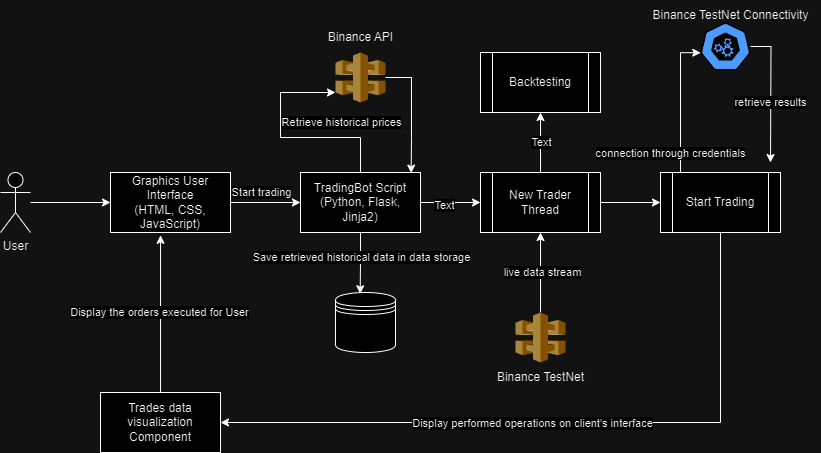 Binance TestNet Connectivity
Binance API
Backtesting
retrieve results
Retrieve historical prices
Text
connection through credentials
Graphics User
Interface
(HTML, CSS,
JavaScript)
Start trading
TradingBot Script
(Python, Flask,
Jinja2)
Text
New Trader
Thread
Start Trading
User
Save retrieved historical data in data storage
live data stream
Display the orders executed for User
Binance TestNet
Trades data
visualization
Component
Display performed operations on client's interface